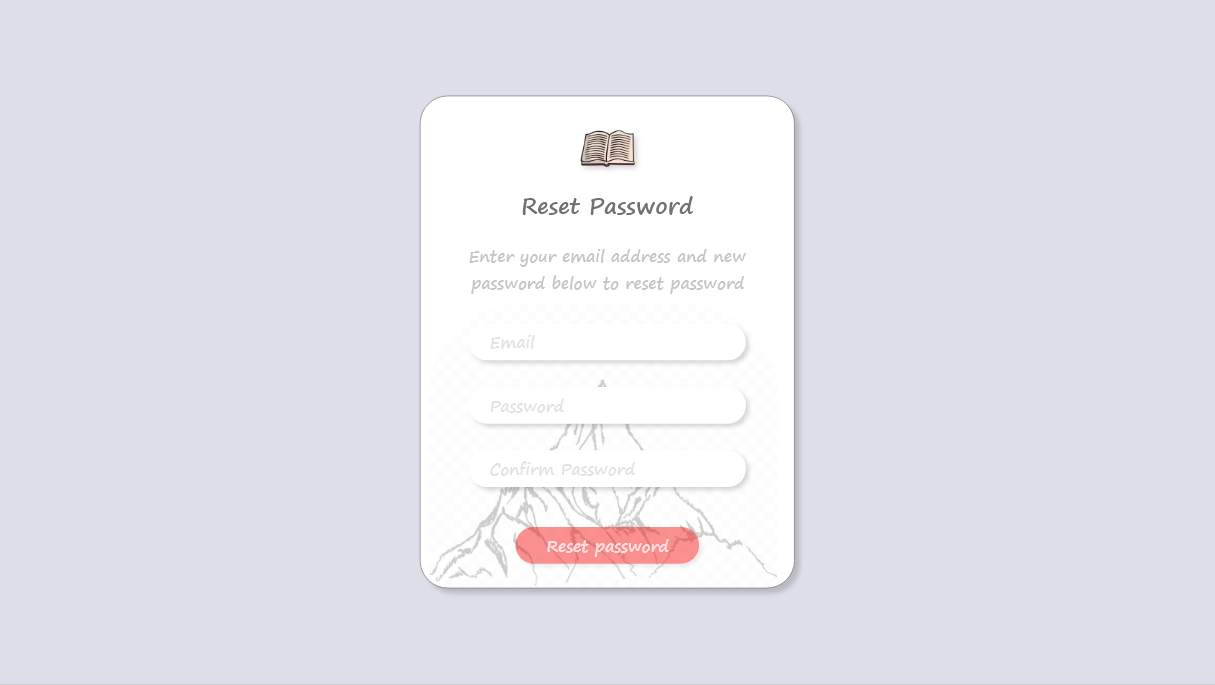 Reset Password
Enter your email address and new
password below to reset password
Email
Password
Confirm Password
Reset password